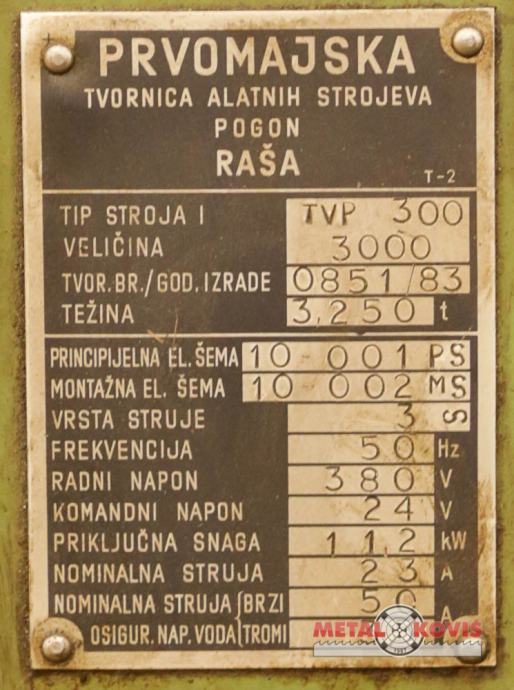 PRVOMAJSKA
TVORNICA ALATNIH STROJEVA
POGON
RAŠA
T-2
TIP STROJA I TVP 300
VELIČINA 3000
TVOR. BR./GOD. IZRADE 0851/83
TEŽINA 3,250 t
PRINCIPIJELNA EL. ŠEMA 10 001 PS
MONTAŽNA EL. ŠEMA 10 002 MS
VRSTA STRUJE 3 S
FREKVENCIJA 50 Hz
RADNI NAPON 380 V
KOMANDNI NAPON 24 V
PRIKLJUČNA SNAGA 11,2 kW
NOMINALNA STRUJA 23 A
NOMINALNA STRUJA BRZI 50 A
OSIGUR. NAP. VODA TROMI
METAL KOVIS